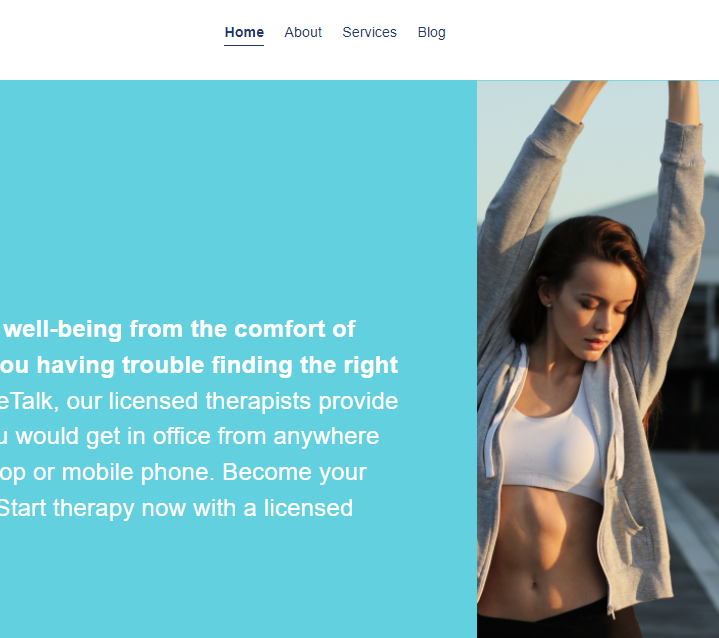 Home About Services Blog
well-being from the comfort of
ou having trouble finding the right
eTalk, our licensed therapists provide
u would get in office from anywhere
op or mobile phone. Become your
Start therapy now with a licensed